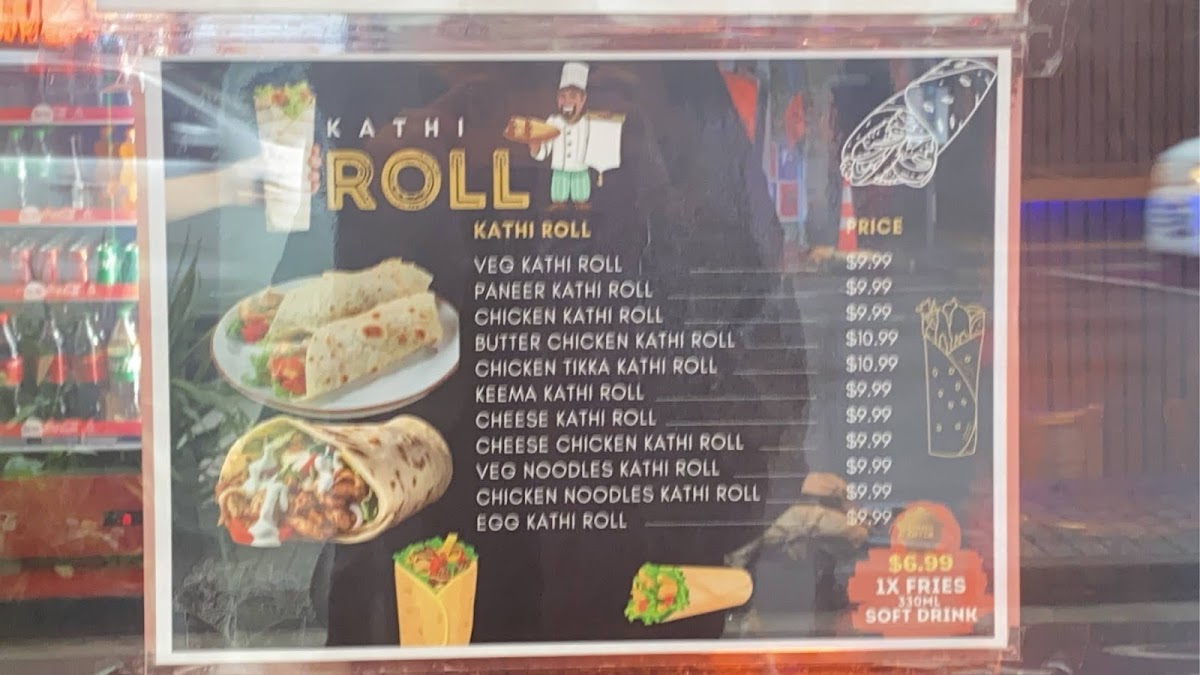 KATHI
ROLL
KATHI ROLL PRICE
VEG KATHI ROLL $9.99
PANEER KATHI ROLL $9.99
CHICKEN KATHI ROLL $9.99
BUTTER CHICKEN KATHI ROLL $10.99
CHICKEN TIKKA KATHI ROLL $10.99
KEEMA KATHI ROLL $9.99
CHEESE KATHI ROLL $9.99
CHEESE CHICKEN KATHI ROLL $9.99
VEG NOODLES KATHI ROLL $9.99
CHICKEN NOODLES KATHI ROLL $9.99
EGG KATHI ROLL $9.99
$6.99
1X FRIES
330ML
SOFT DRINK